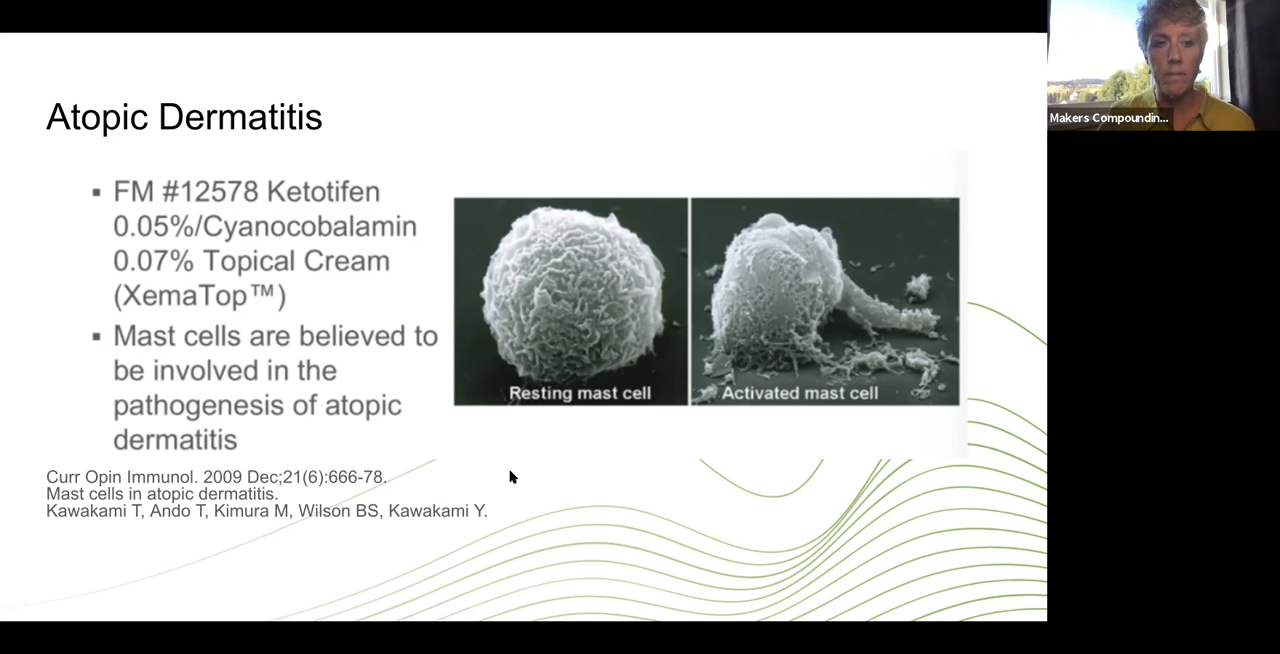 Atopic Dermatitis
▪ FM #12578 Ketotifen
0.05%/Cyanocobalamin
0.07% Topical Cream
(XemaTop™)
▪ Mast cells are believed to
be involved in the
pathogenesis of atopic
dermatitis
Resting mast cell
Activated mast cell
Curr Opin Immunol. 2009 Dec;21(6):666-78.
Mast cells in atopic dermatitis.
Kawakami T, Ando T, Kimura M, Wilson BS, Kawakami Y.
Makers Compoundin...